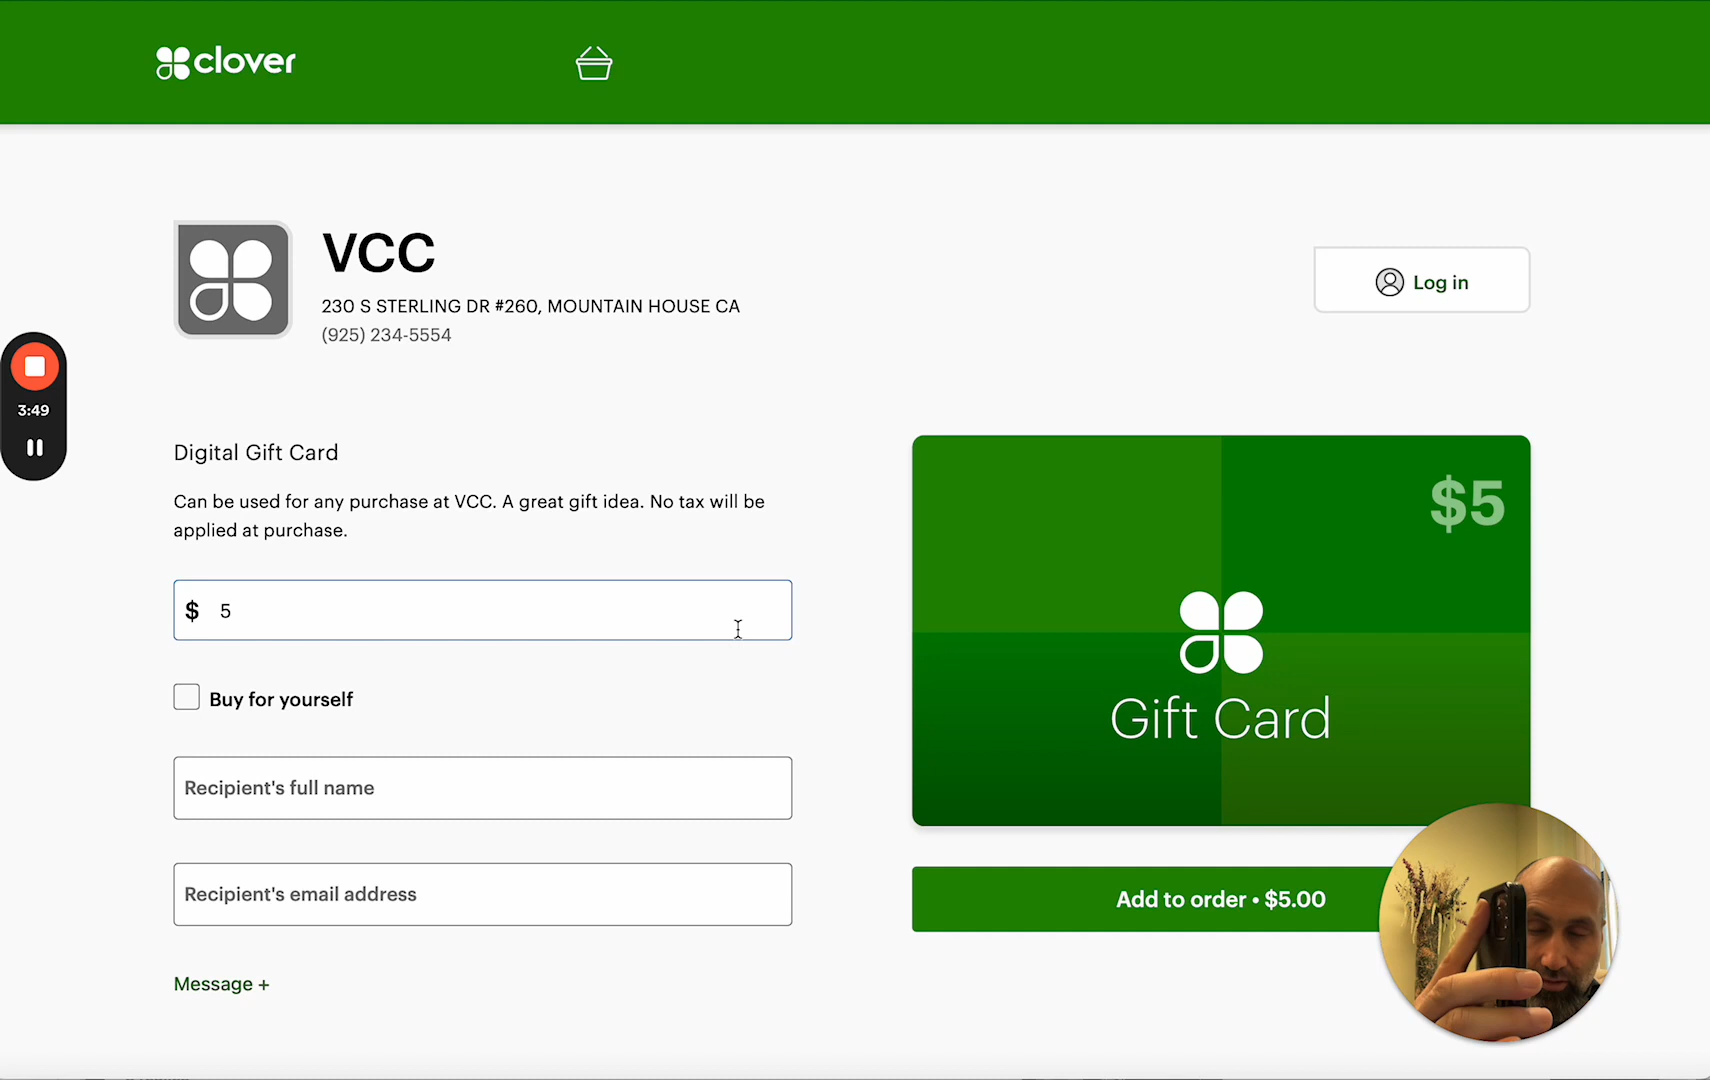 clover
VCC
230 S STERLING DR #260, MOUNTAIN HOUSE CA
(925) 234-5554
Log in
3:49
Digital Gift Card
Can be used for any purchase at VCC. A great gift idea. No tax will be
applied at purchase.
$ 5
Buy for yourself
Recipient's full name
Recipient's email address
Message +
$5
Gift Card
Add to order • $5.00